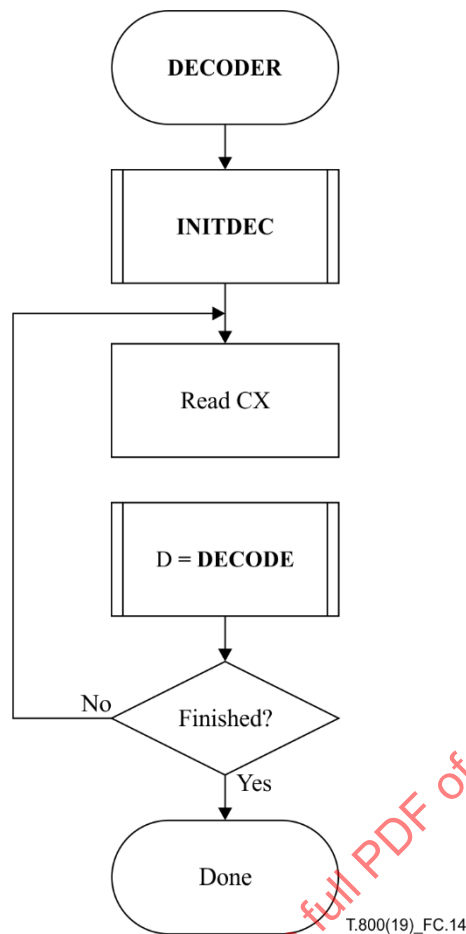 DECODER
INITDEC
Read CX
D = DECODE
No
Finished?
Yes
Done
full PDF of
T.800(19)_FC.14